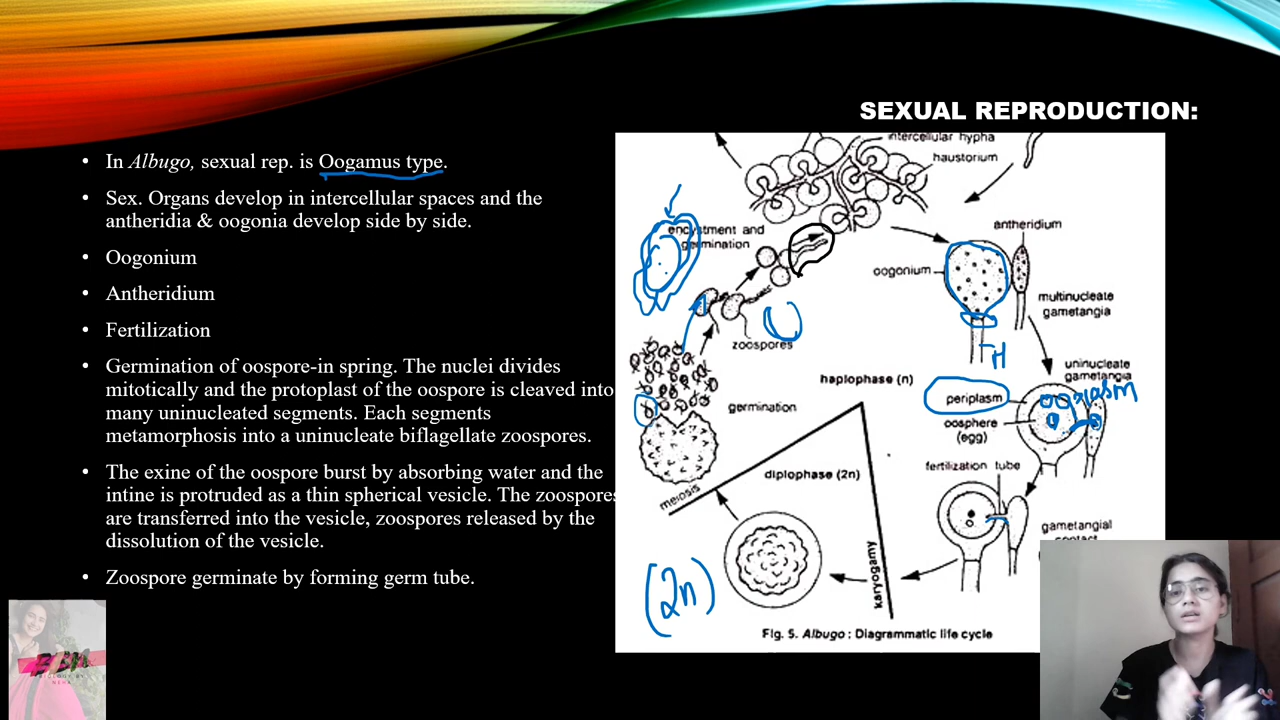 SEXUAL REPRODUCTION:
• In Albugo, sexual rep. is Oogamus type.
• Sex. Organs develop in intercellular spaces and the
antheridia & oogonia develop side by side.
• Oogonium
• Antheridium
• Fertilization
• Germination of oospore-in spring. The nuclei divides
mitotically and the protoplast of the oospore is cleaved into
many uninucleated segments. Each segments
metamorphosis into a uninucleate biflagellate zoospores.
• The exine of the oospore burst by absorbing water and the
intine is protruded as a thin spherical vesicle. The zoospores
are transferred into the vesicle, zoospores released by the
dissolution of the vesicle.
• Zoospore germinate by forming germ tube.
intercellular hypha
haustorium
encystment and
germination
antheridium
oogonium
multinucleate
gametangia
zoospores
H
uninucleate
gametangia
haplophase (n)
periplasm
germination
oosphere
(egg)
fertilization tube
diplophase (2n)
meiosis
gametangial
karyogamy
(2n)
Fig. 5. Albugo : Diagrammatic life cycle